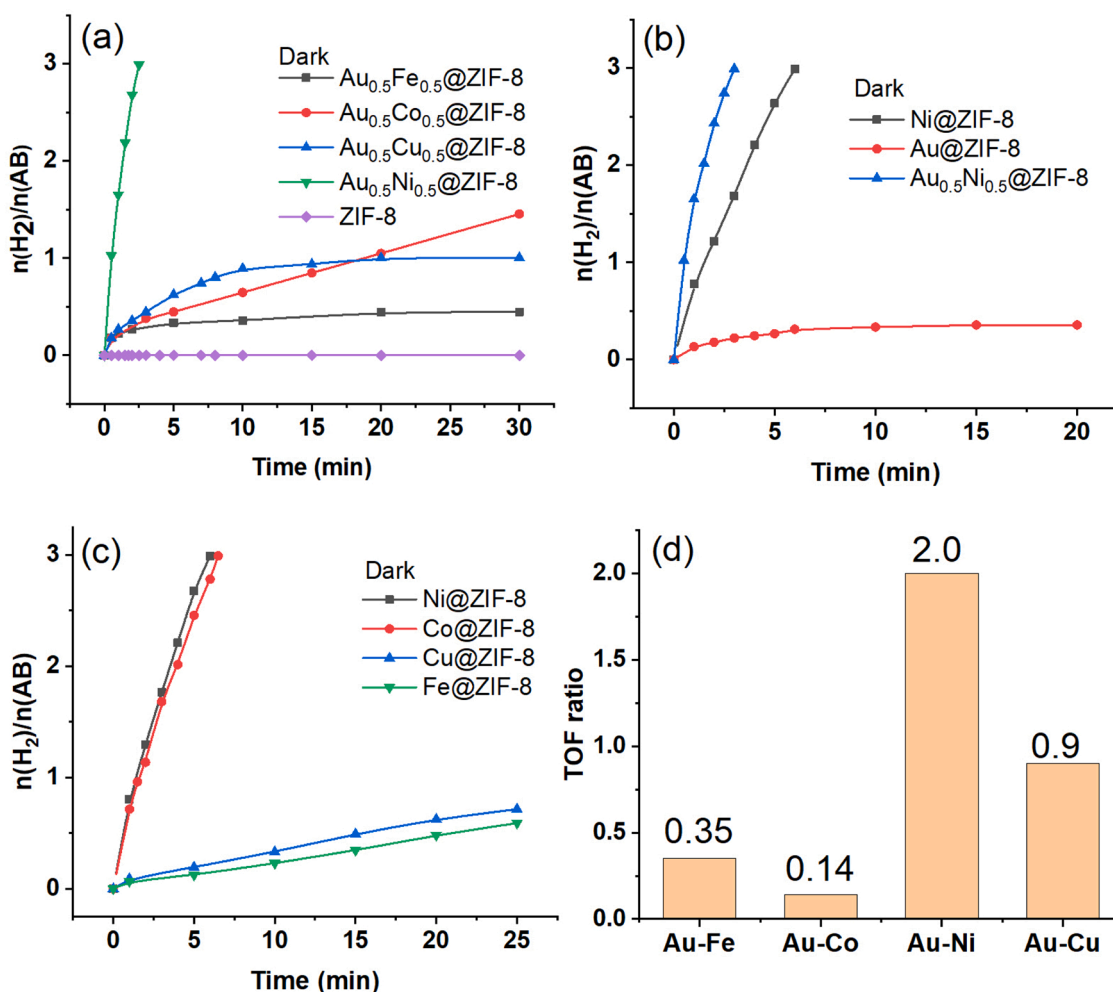 (a)
Dark
Au0.5Fe0.5@ZIF-8
Au0.5Co0.5@ZIF-8
Au0.5Cu0.5@ZIF-8
Au0.5Ni0.5@ZIF-8
ZIF-8
n(H2)/n(AB)
3
2
1
0
0 5 10 15 20 25 30
Time (min)
(b)
Dark
Ni@ZIF-8
Au@ZIF-8
Au0.5Ni0.5@ZIF-8
n(H2)/n(AB)
3
2
1
0
0 5 10 15 20
Time (min)
(c)
Dark
Ni@ZIF-8
Co@ZIF-8
Cu@ZIF-8
Fe@ZIF-8
n(H2)/n(AB)
3
2
1
0
0 5 10 15 20 25
Time (min)
(d)
TOF ratio
2.0
1.5
1.0
0.5
0.0
0.35
0.14
2.0
0.9
Au-Fe Au-Co Au-Ni Au-Cu